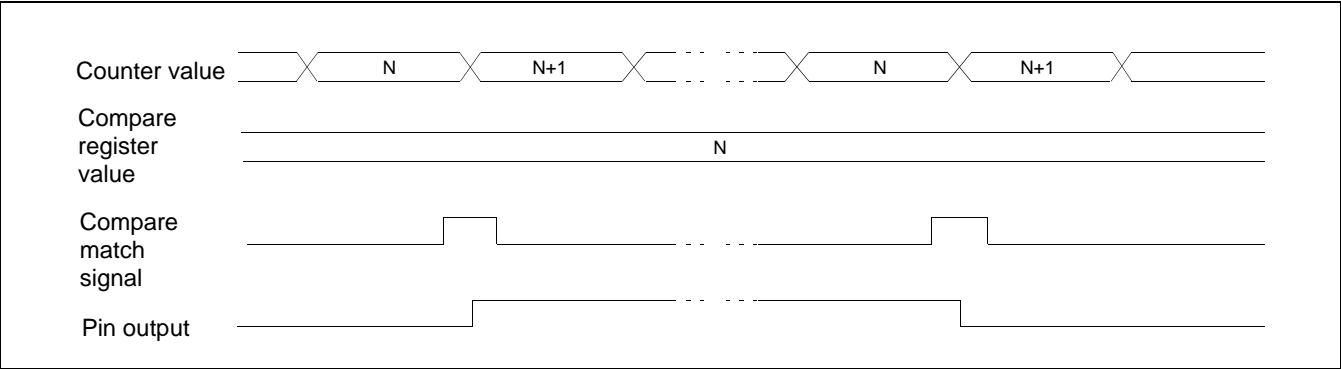 Counter value
N
N+1
N
N+1
Compare
register
value
N
Compare
match
signal
Pin output